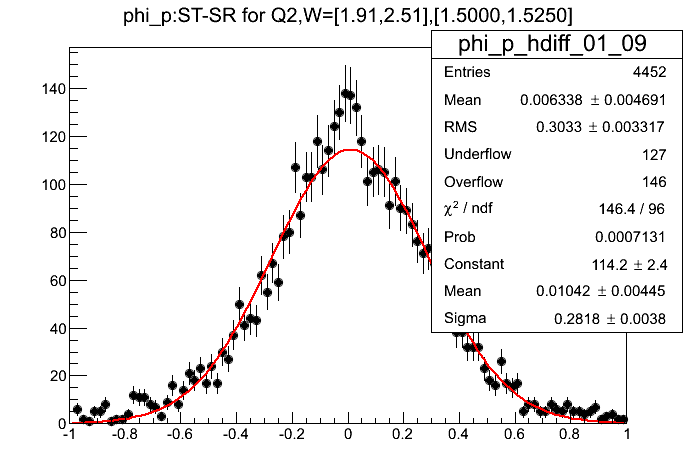 phi_p:ST-SR for Q2,W=[1.91,2.51],[1.5000,1.5250]
phi_p_hdiff_01_09
Entries 4452
Mean 0.006338 ± 0.004691
RMS 0.3033 ± 0.003317
Underflow 127
Overflow 146
χ² / ndf 146.4 / 96
Prob 0.0007131
Constant 114.2 ± 2.4
Mean 0.01042 ± 0.00445
Sigma 0.2818 ± 0.0038
140
120
100
80
60
40
20
0
-1 -0.8 -0.6 -0.4 -0.2 0 0.2 0.4 0.6 0.8 1